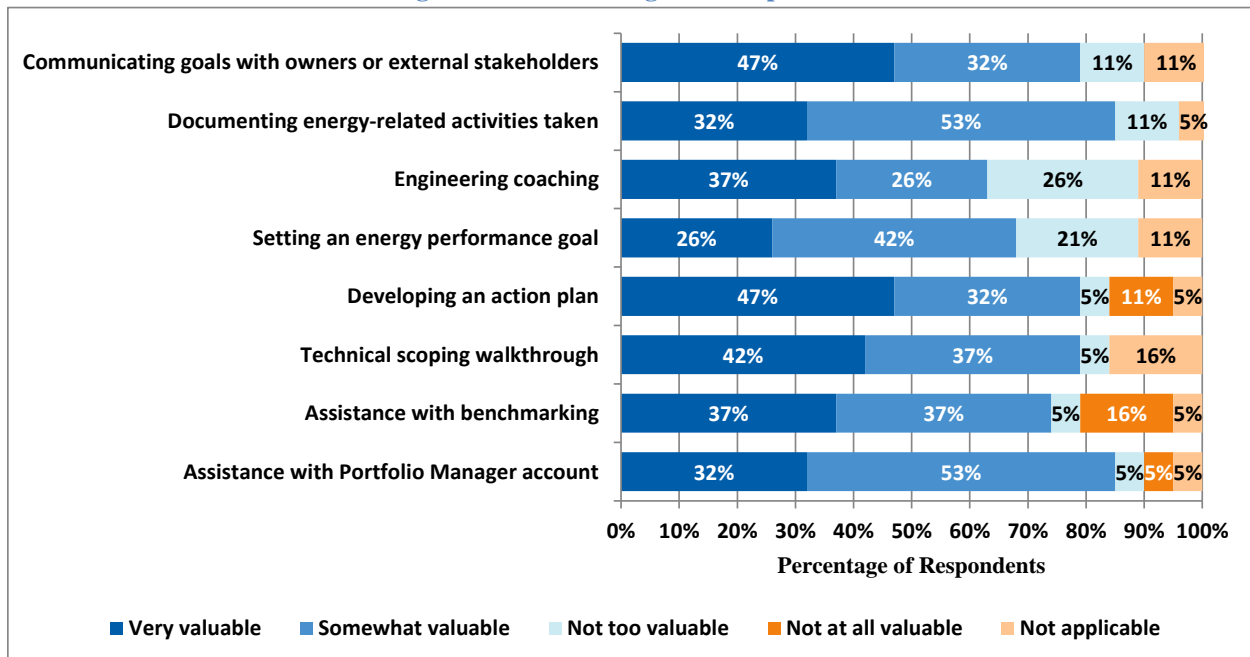 Communicating goals with owners or external stakeholders 47% 32% 11% 11%
Documenting energy-related activities taken 32% 53% 11% 5%
Engineering coaching 37% 26% 26% 11%
Setting an energy performance goal 26% 42% 21% 11%
Developing an action plan 47% 32% 5% 11% 5%
Technical scoping walkthrough 42% 37% 5% 16%
Assistance with benchmarking 37% 37% 5% 16% 5%
Assistance with Portfolio Manager account 32% 53% 5% 5% 5%
0% 10% 20% 30% 40% 50% 60% 70% 80% 90% 100%
Percentage of Respondents
Very valuable Somewhat valuable Not too valuable Not at all valuable Not applicable